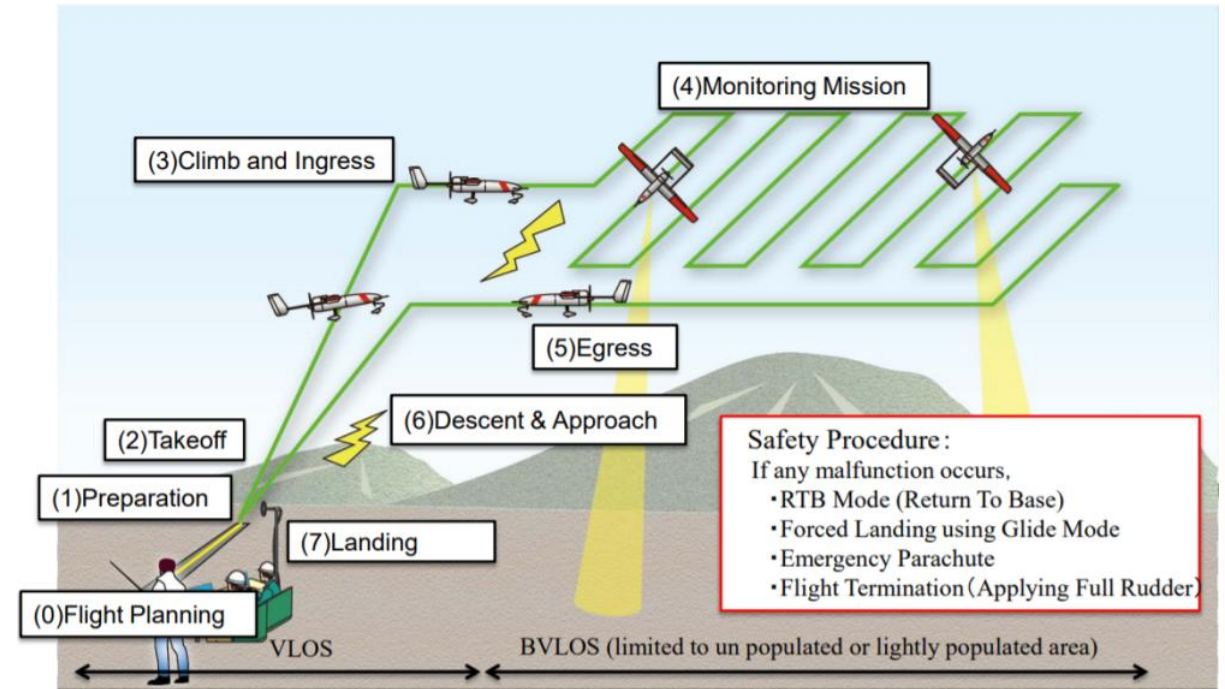 (4)Monitoring Mission
(3)Climb and Ingress
(5)Egress
(6)Descent & Approach
(2)Takeoff
(1)Preparation
(7)Landing
(0)Flight Planning
Safety Procedure:
If any malfunction occurs,
・RTB Mode (Return To Base)
・Forced Landing using Glide Mode
・Emergency Parachute
・Flight Termination(Applying Full Rudder)
VLOS
BVLOS (limited to un populated or lightly populated area)